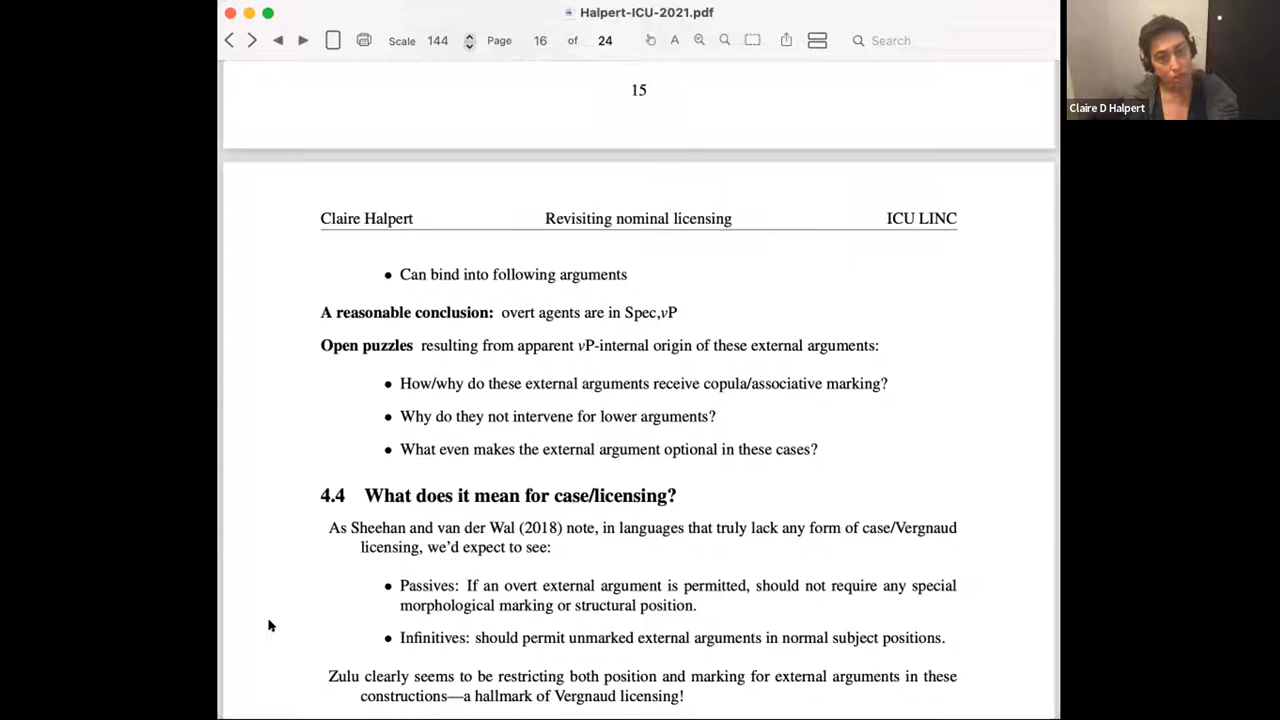 Halpert-ICU-2021.pdf
Scale 144 Page 16 of 24 A Search
Claire D Halpert
15
Claire Halpert Revisiting nominal licensing ICU LINC
• Can bind into following arguments
A reasonable conclusion: overt agents are in Spec,vP
Open puzzles resulting from apparent vP-internal origin of these external arguments:
• How/why do these external arguments receive copula/associative marking?
• Why do they not intervene for lower arguments?
• What even makes the external argument optional in these cases?
4.4 What does it mean for case/licensing?
As Sheehan and van der Wal (2018) note, in languages that truly lack any form of case/Vergnaud
licensing, we'd expect to see:
• Passives: If an overt external argument is permitted, should not require any special
morphological marking or structural position.
• Infinitives: should permit unmarked external arguments in normal subject positions.
Zulu clearly seems to be restricting both position and marking for external arguments in these
constructions—a hallmark of Vergnaud licensing!